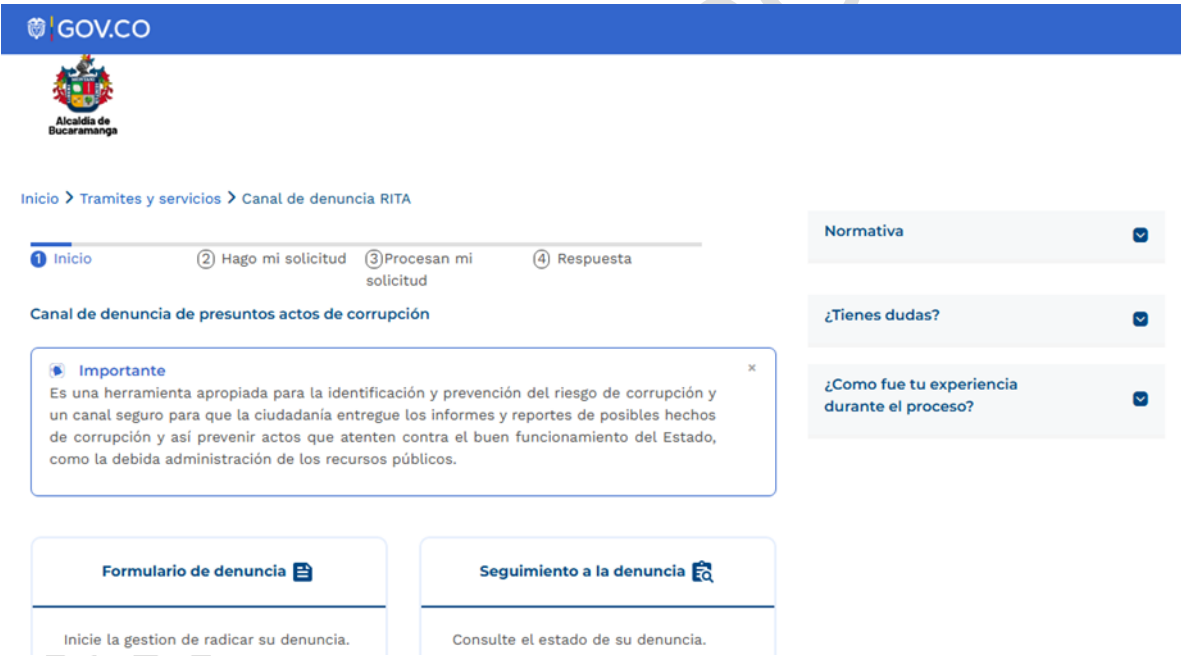 GOV.CO
Alcaldía de
Bucaramanga
Inicio > Tramites y servicios > Canal de denuncia RITA
1 Inicio
2 Hago mi solicitud
3 Procesan mi
solicitud
4 Respuesta
Canal de denuncia de presuntos actos de corrupción
Importante
×
Es una herramienta apropiada para la identificación y prevención del riesgo de corrupción y
un canal seguro para que la ciudadanía entregue los informes y reportes de posibles hechos
de corrupción y así prevenir actos que atenten contra el buen funcionamiento del Estado,
como la debida administración de los recursos públicos.
Formulario de denuncia
Inicie la gestion de radicar su denuncia.
Seguimiento a la denuncia
Consulte el estado de su denuncia.
Normativa
¿Tienes dudas?
¿Como fue tu experiencia
durante el proceso?